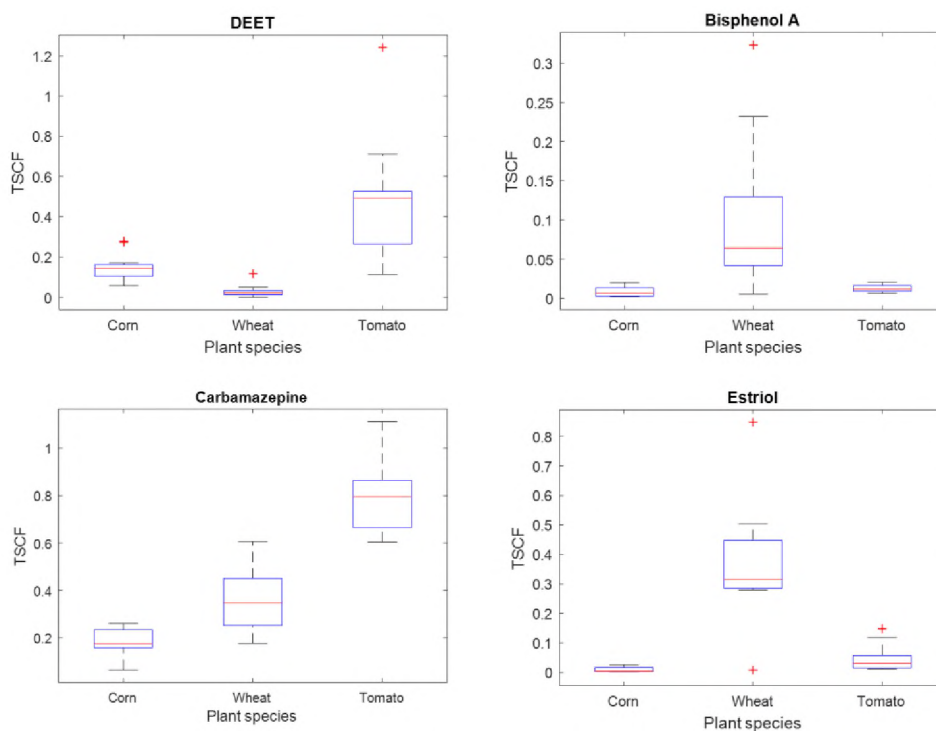 DEET
1.2
1
0.8
0.6
0.4
0.2
0
TSCF
Corn
Wheat
Tomato
Plant species
Bisphenol A
0.3
0.25
0.2
0.15
0.1
0.05
0
TSCF
Corn
Wheat
Tomato
Plant species
Carbamazepine
1
0.8
0.6
0.4
0.2
TSCF
Corn
Wheat
Tomato
Plant species
Estriol
0.8
0.7
0.6
0.5
0.4
0.3
0.2
0.1
0
TSCF
Corn
Wheat
Tomato
Plant species